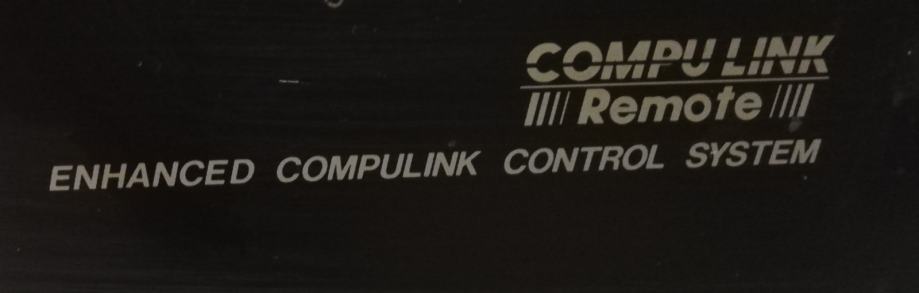 COMPU LINK
Remote
ENHANCED COMPULINK CONTROL SYSTEM